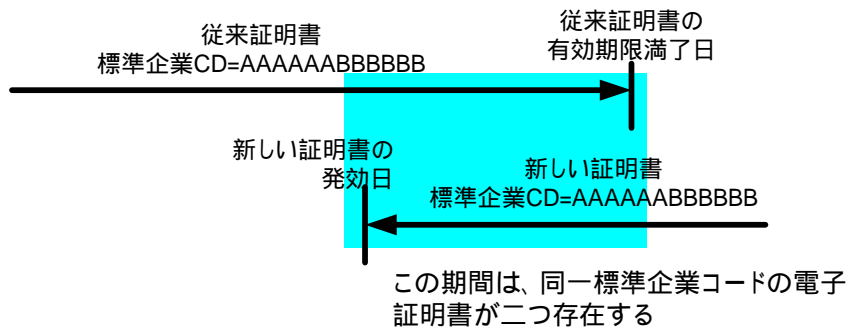 従来証明書
標準企業CD=AAAAAABBBBBB
従来証明書の
有効期限満了日
新しい証明書の
発効日
新しい証明書
標準企業CD=AAAAAABBBBBB
この期間は、同一標準企業コードの電子
証明書が二つ存在する